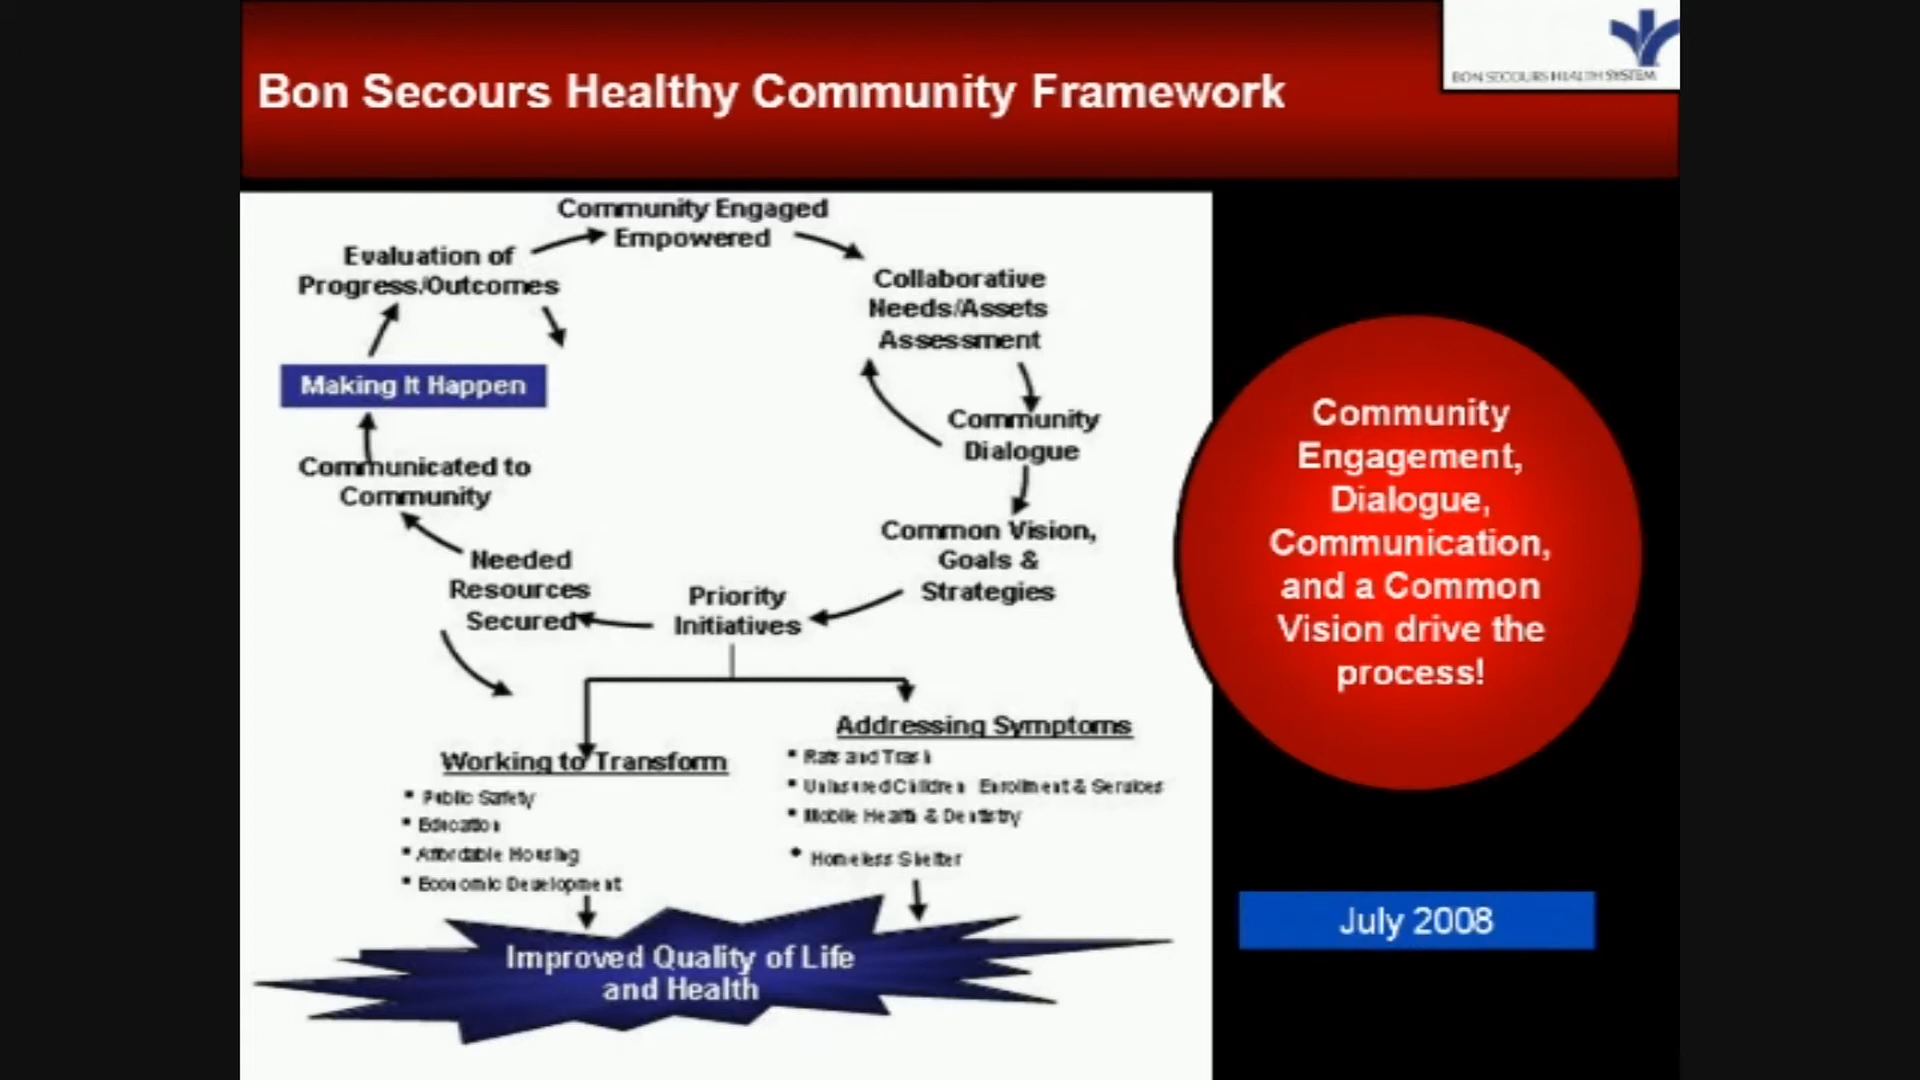 BON SECOURS HEALTH SYSTEM
Bon Secours Healthy Community Framework
Community Engaged
Empowered
Evaluation of
Progress/Outcomes
Collaborative
Needs/Assets
Assessment
Making It Happen
Community
Dialogue
Communicated to
Community
Common Vision,
Goals &
Strategies
Needed
Resources
Secured
Priority
Initiatives
Working to Transform
• Public Safety
• Education
• Affordable Housing
• Economic Development
Addressing Symptoms
• Rats and Trash
• Uninsured Children Enrollment & Services
• Mobile Health & Dentistry
• Homeless Shelter
Improved Quality of Life
and Health
Community
Engagement,
Dialogue,
Communication,
and a Common
Vision drive the
process!
July 2008